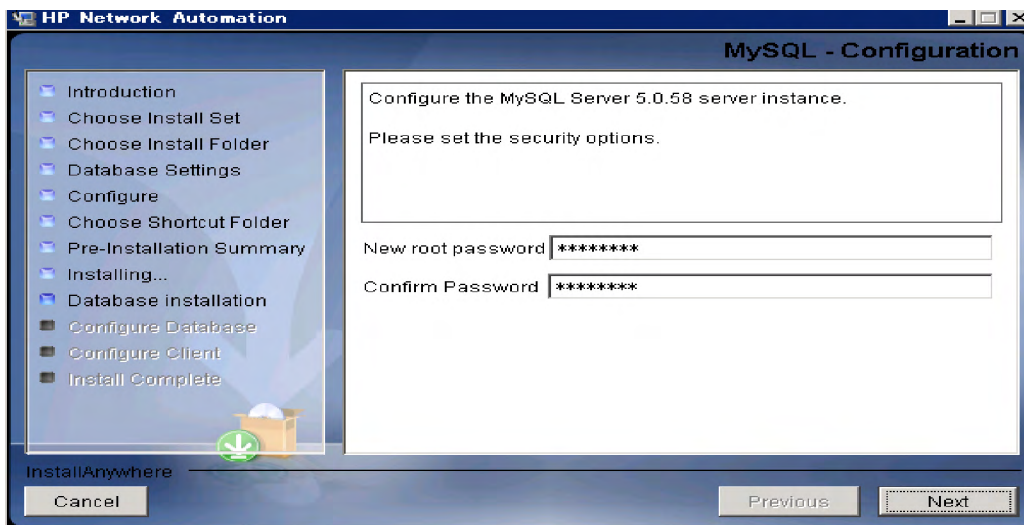 HP Network Automation
MySQL - Configuration
Introduction
Choose Install Set
Choose Install Folder
Database Settings
Configure
Choose Shortcut Folder
Pre-Installation Summary
Installing...
Database installation
Configure Database
Configure Client
Install Complete
Configure the MySQL Server 5.0.58 server instance.
Please set the security options.
New root password ********
Confirm Password ********
InstallAnywhere
Cancel
Previous
Next